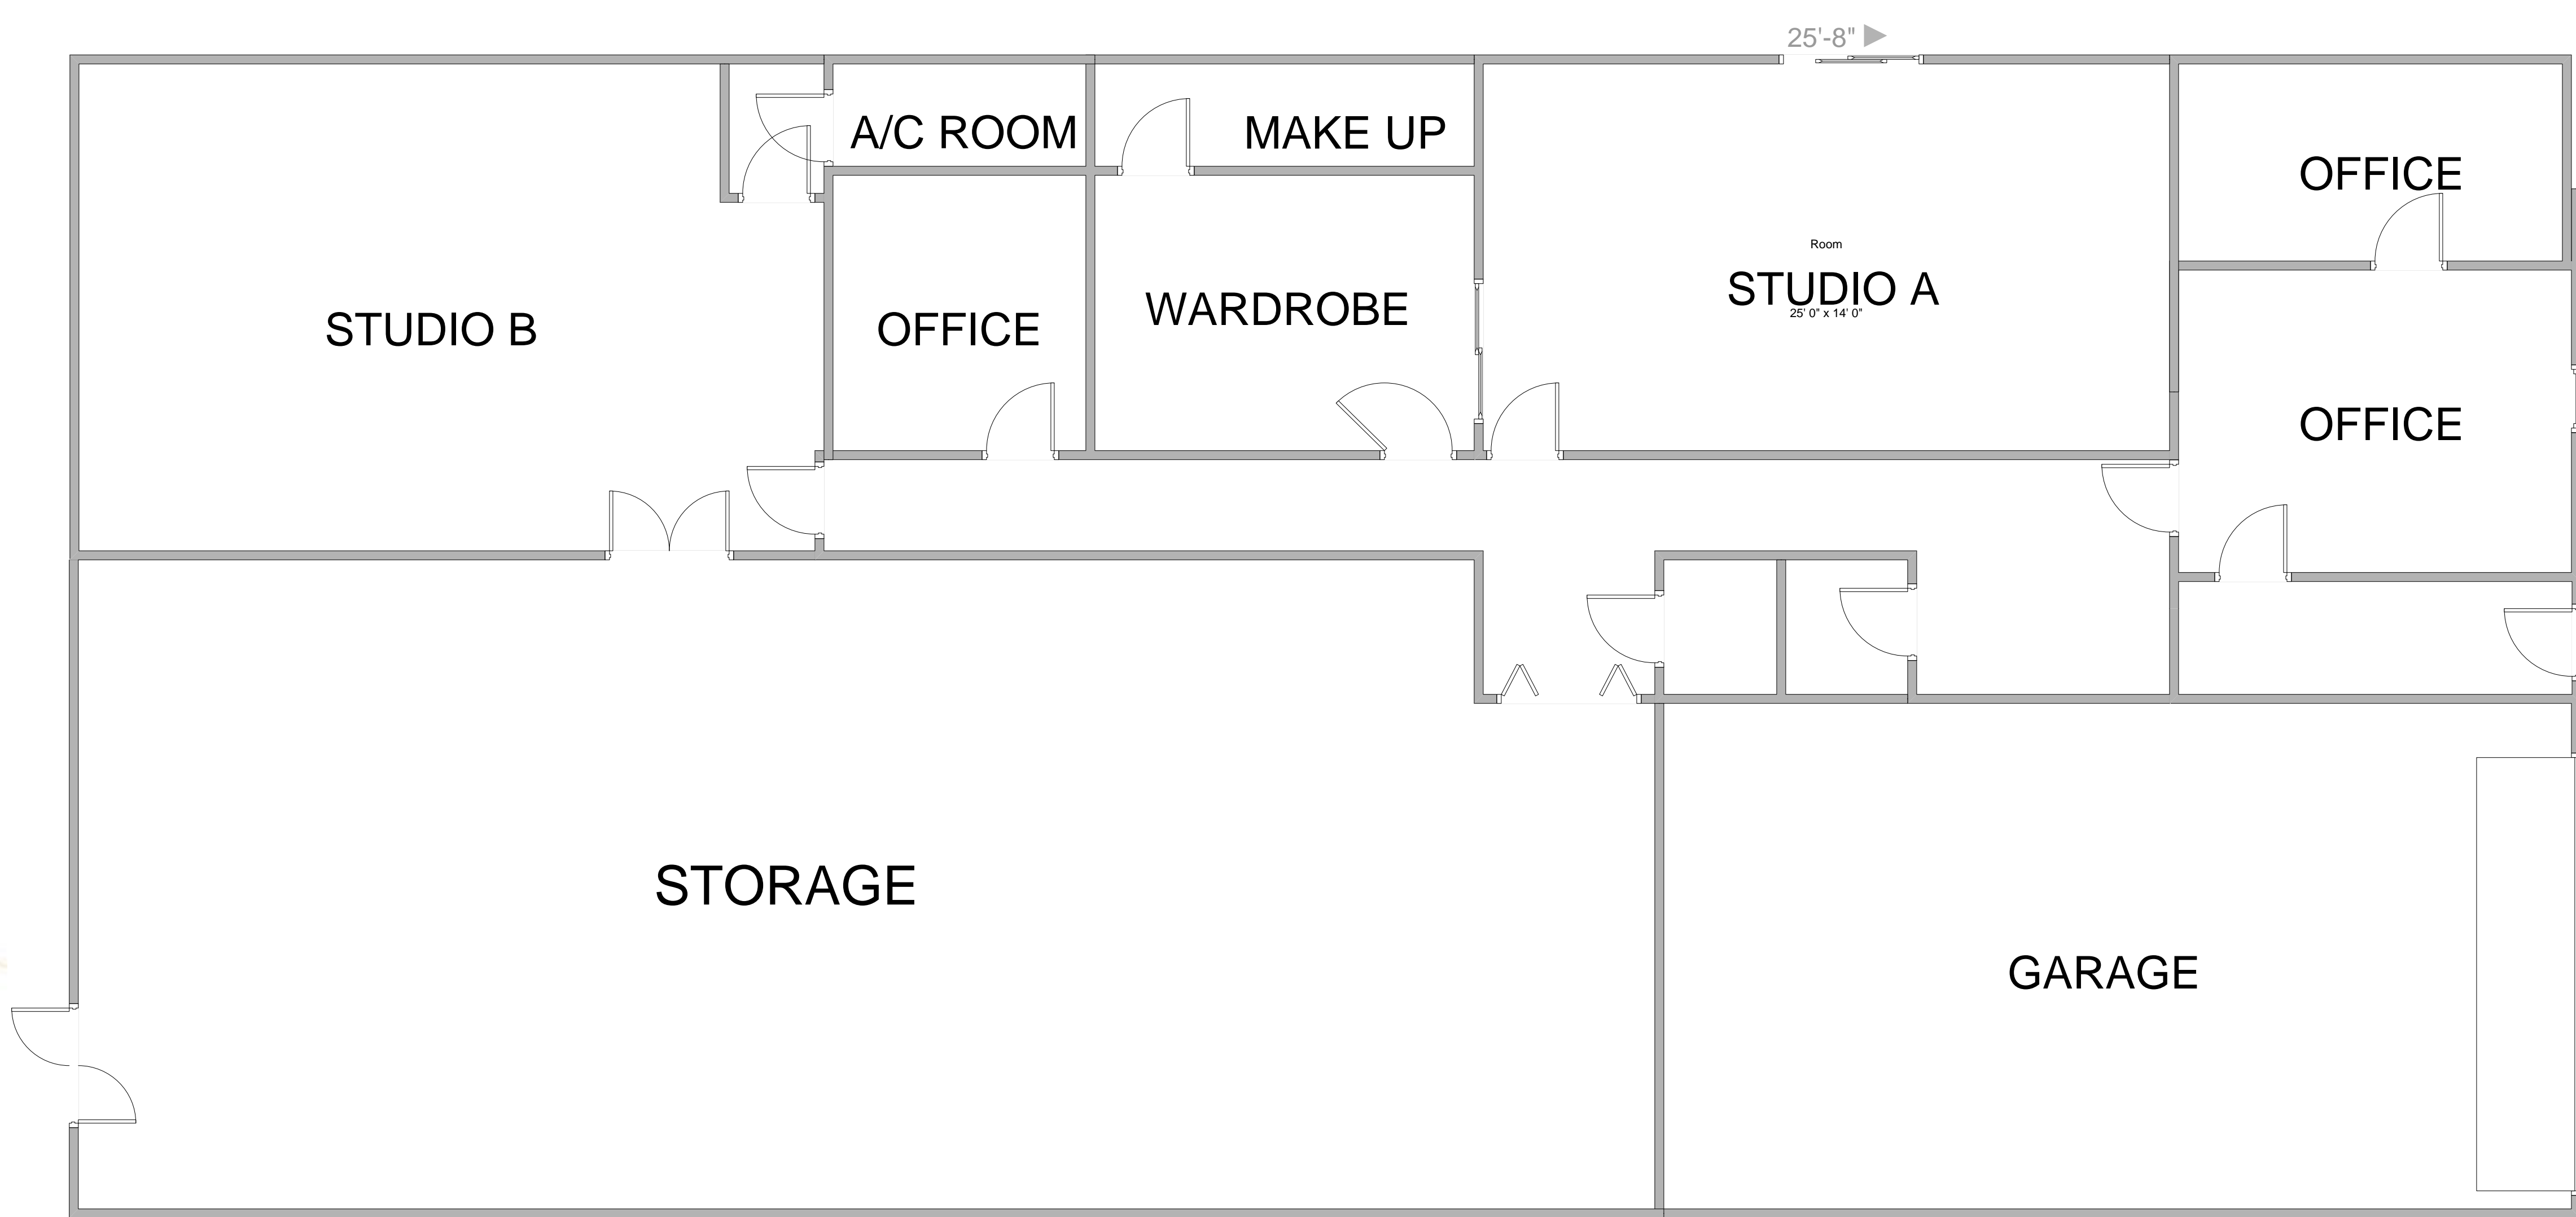 25'-8"
A/C ROOM
MAKE UP
OFFICE
Room
STUDIO A
25' 0" x 14' 0"
WARDROBE
STUDIO B
OFFICE
OFFICE
STORAGE
GARAGE